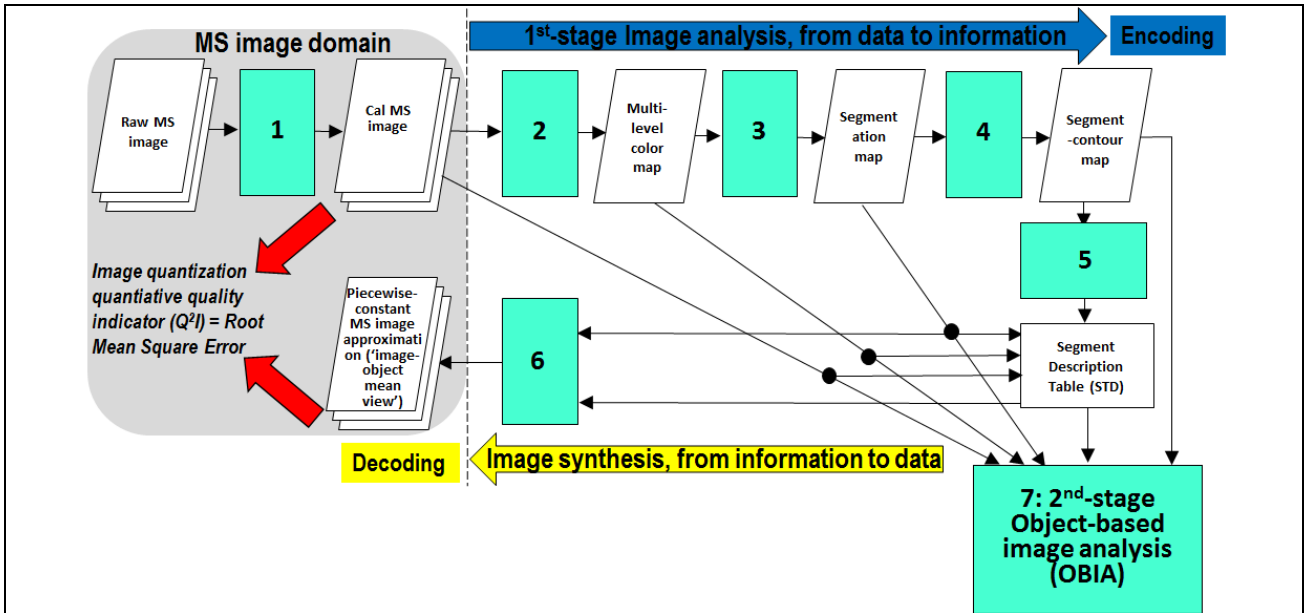 MS image domain
1st-stage Image analysis, from data to information
Encoding
Raw MS
image
1
Cal MS
image
2
Multi-
level
color
map
3
Segment
ation
map
4
Segment
-contour
map
5
Image quantization
quantiative quality
indicator (Q²I) = Root
Mean Square Error
Piecewise-
constant
MS image
approximati
on ('image-
object
mean
view')
6
Segment
Description
Table (STD)
Decoding
Image synthesis, from information to data
7: 2nd-stage
Object-based
image analysis
(OBIA)